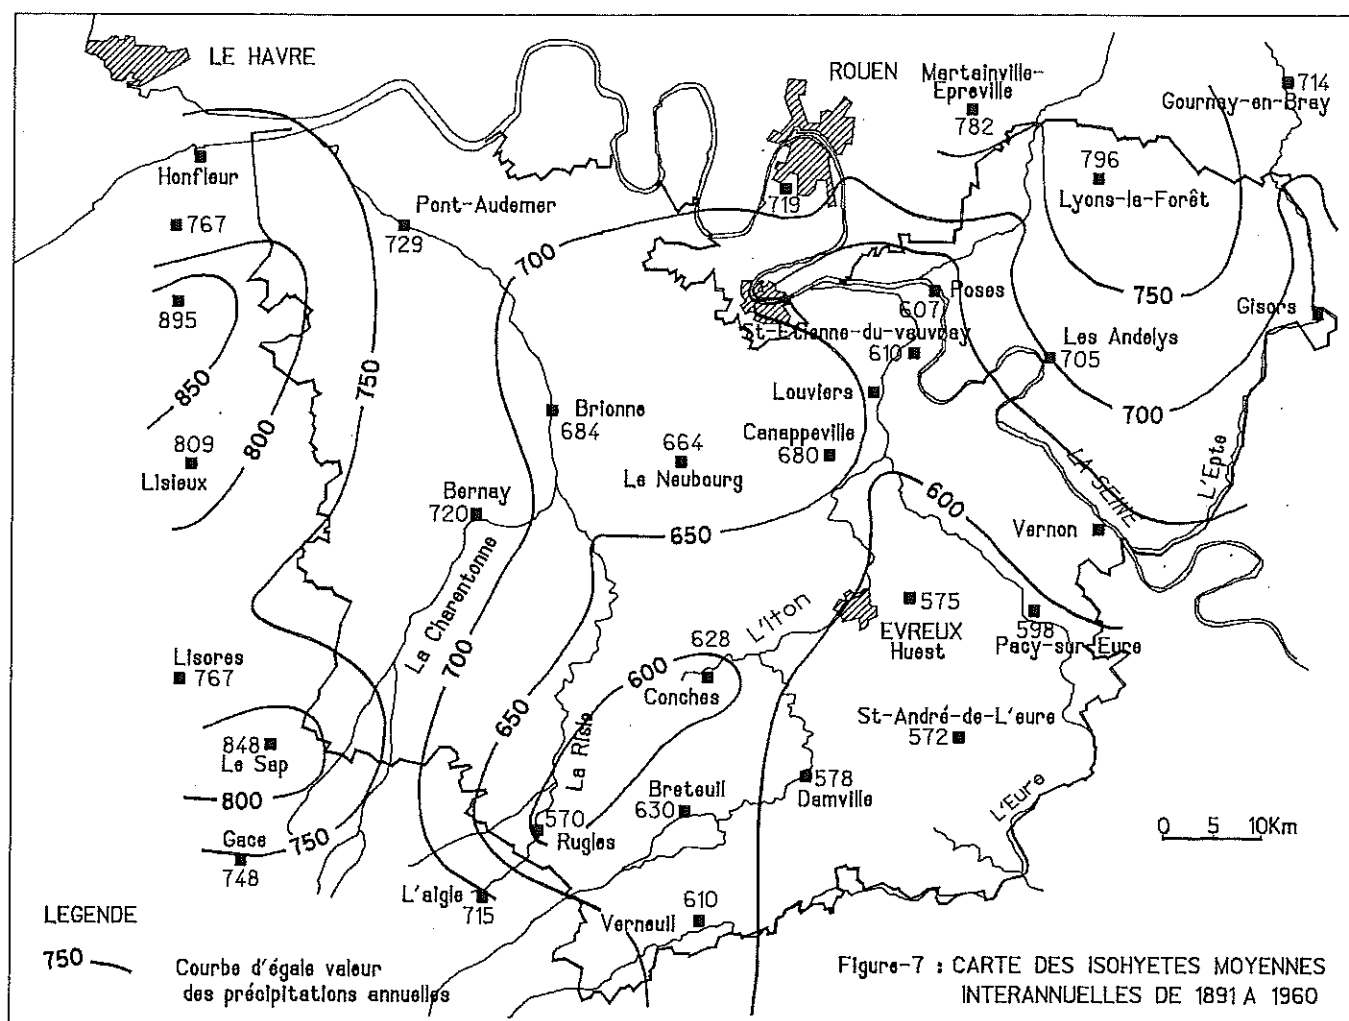 LE HAVRE
ROUEN
Martainville-
Epreville
782
714
Gournay-en-Bray
796
Lyons-la-Forêt
Honfleur
767
Pont-Audemer
729
719
700
895
850
800
750
809
Lisieux
750
Poses
607
St-Etienne-du-vauvray
610
Les Andelys
705
Gisors
700
Louviers
Brionne
684
664
Le Neubourg
Canappeville
680
Bernay
720
650
600
LA SEINE
L'Epte
Vernon
La Charentonne
700
650
600
L'Iton
628
Conches
575
EVREUX
Huest
598
Pacy-sur-Eure
Lisores
767
848
Le Sap
800
750
Gace
748
La Risle
St-André-de-L'eure
572
578
Damville
Breteuil
630
570
Rugles
L'Eure
L'aigle
715
610
Verneuil
0 5 10Km
LEGENDE
750
Courbe d'égale valeur
des précipitations annuelles
Figure-7 : CARTE DES ISOHYETES MOYENNES
INTERANNUELLES DE 1891 A 1960